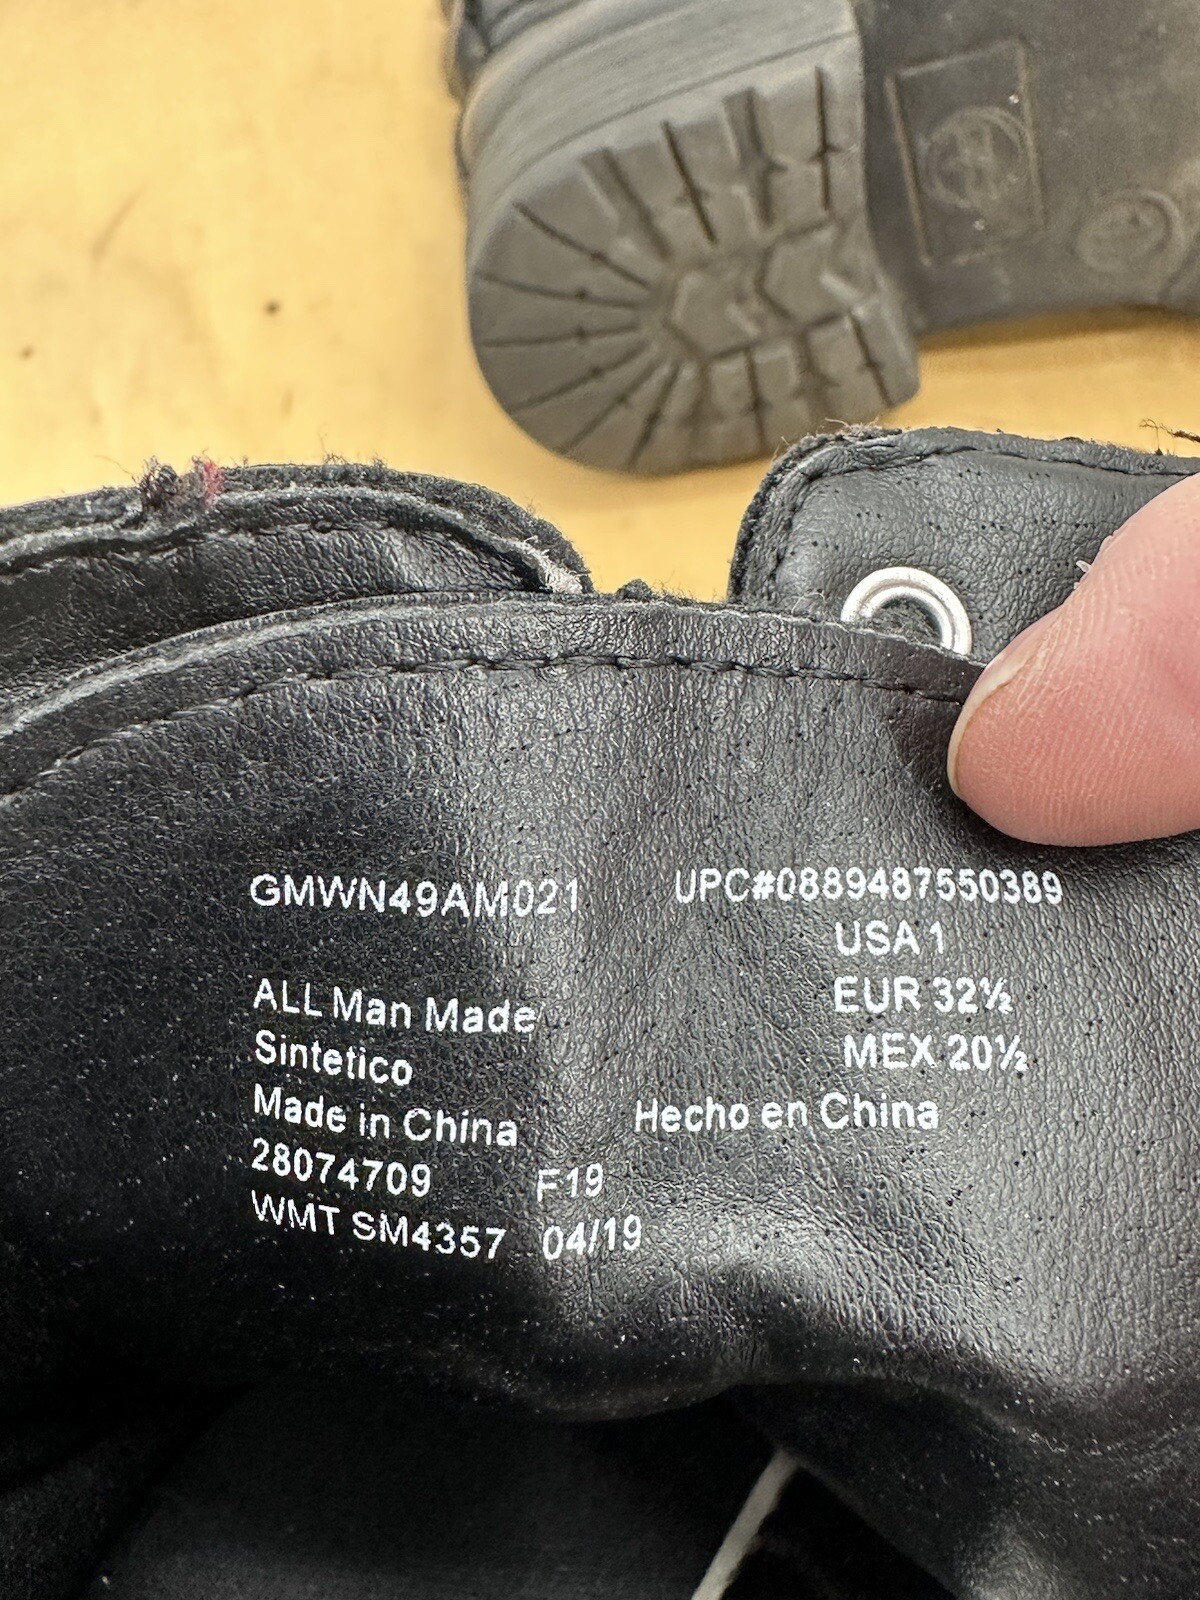 GMWN49AM021
UPC#0889487550389
USA 1
EUR 32½
MEX 20½
ALL Man Made
Sintetico
Made in China
Hecho en China
28074709 F19
WMT SM4357 04/19